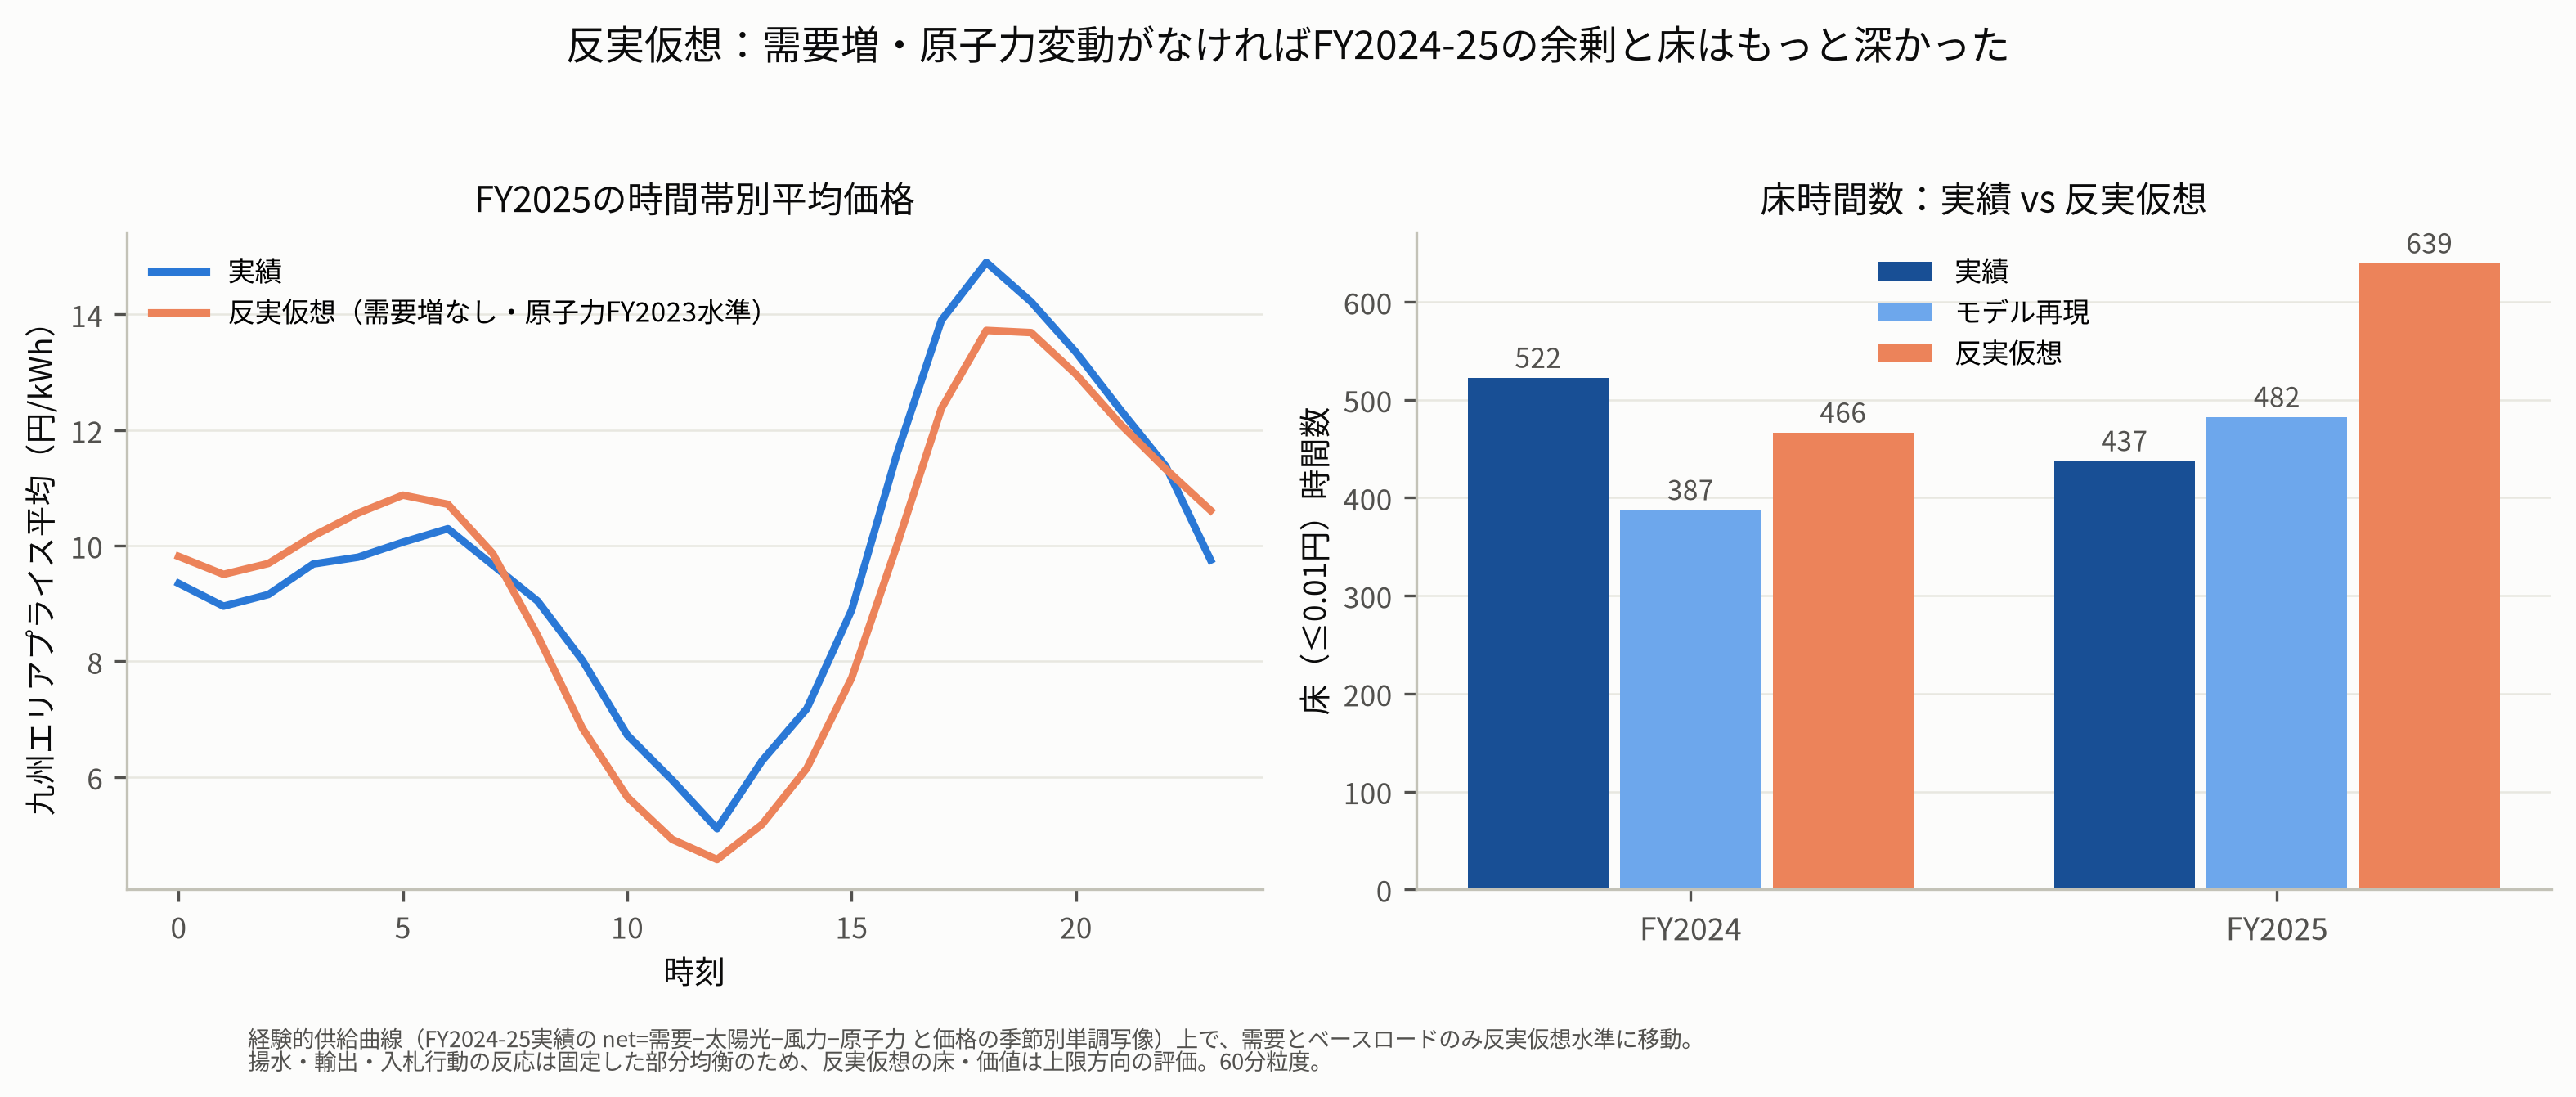 反実仮想：需要増・原子力変動がなければFY2024-25の余剰と床はもっと深かった
FY2025の時間帯別平均価格
実績
反実仮想（需要増なし・原子力FY2023水準）
九州エリアプライス平均（円/kWh）
14
12
10
8
6
0
5
10
15
20
時刻
床時間数：実績 vs 反実仮想
実績
モデル再現
反実仮想
床（≤0.01円）時間数
600
500
400
300
200
100
0
522
387
466
437
482
639
FY2024
FY2025
経験的供給曲線（FY2024-25実績の net=需要−太陽光−風力−原子力 と価格の季節別単調写像）上で、需要とベースロードのみ反実仮想水準に移動。
揚水・輸出・入札行動の反応は固定した部分均衡のため、反実仮想の床・価値は上限方向の評価。60分粒度。